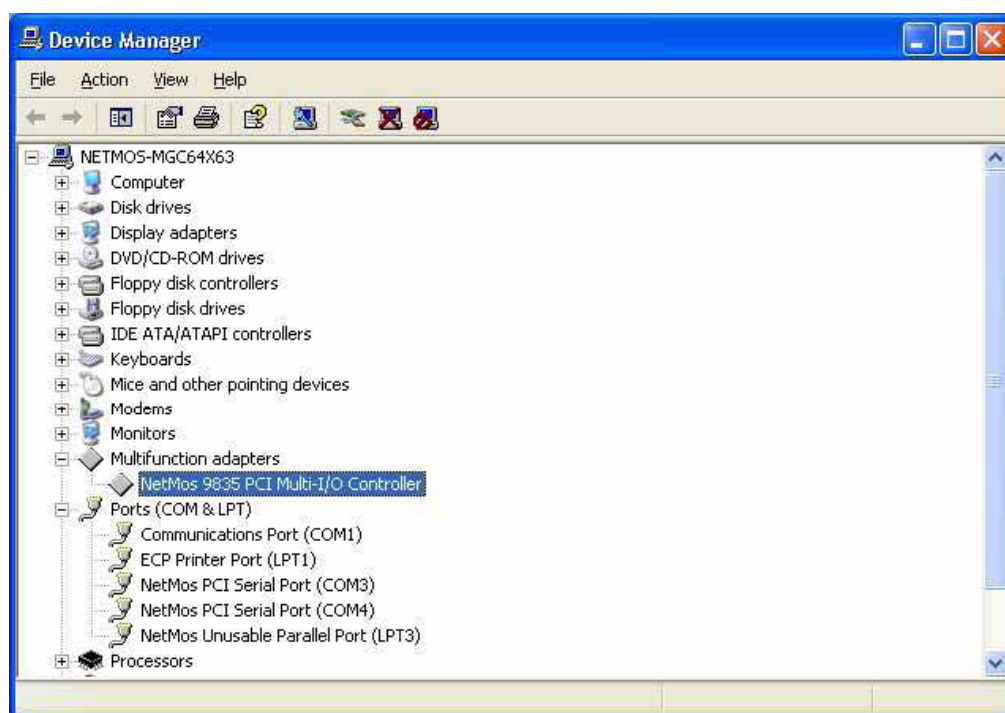 Device Manager
File Action View Help
NETMOS-MGC64X63
Computer
Disk drives
Display adapters
DVD/CD-ROM drives
Floppy disk controllers
Floppy disk drives
IDE ATA/ATAPI controllers
Keyboards
Mice and other pointing devices
Modems
Monitors
Multifunction adapters
NetMos 9835 PCI Multi-I/O Controller
Ports (COM & LPT)
Communications Port (COM1)
ECP Printer Port (LPT1)
NetMos PCI Serial Port (COM3)
NetMos PCI Serial Port (COM4)
NetMos Unusable Parallel Port (LPT3)
Processors